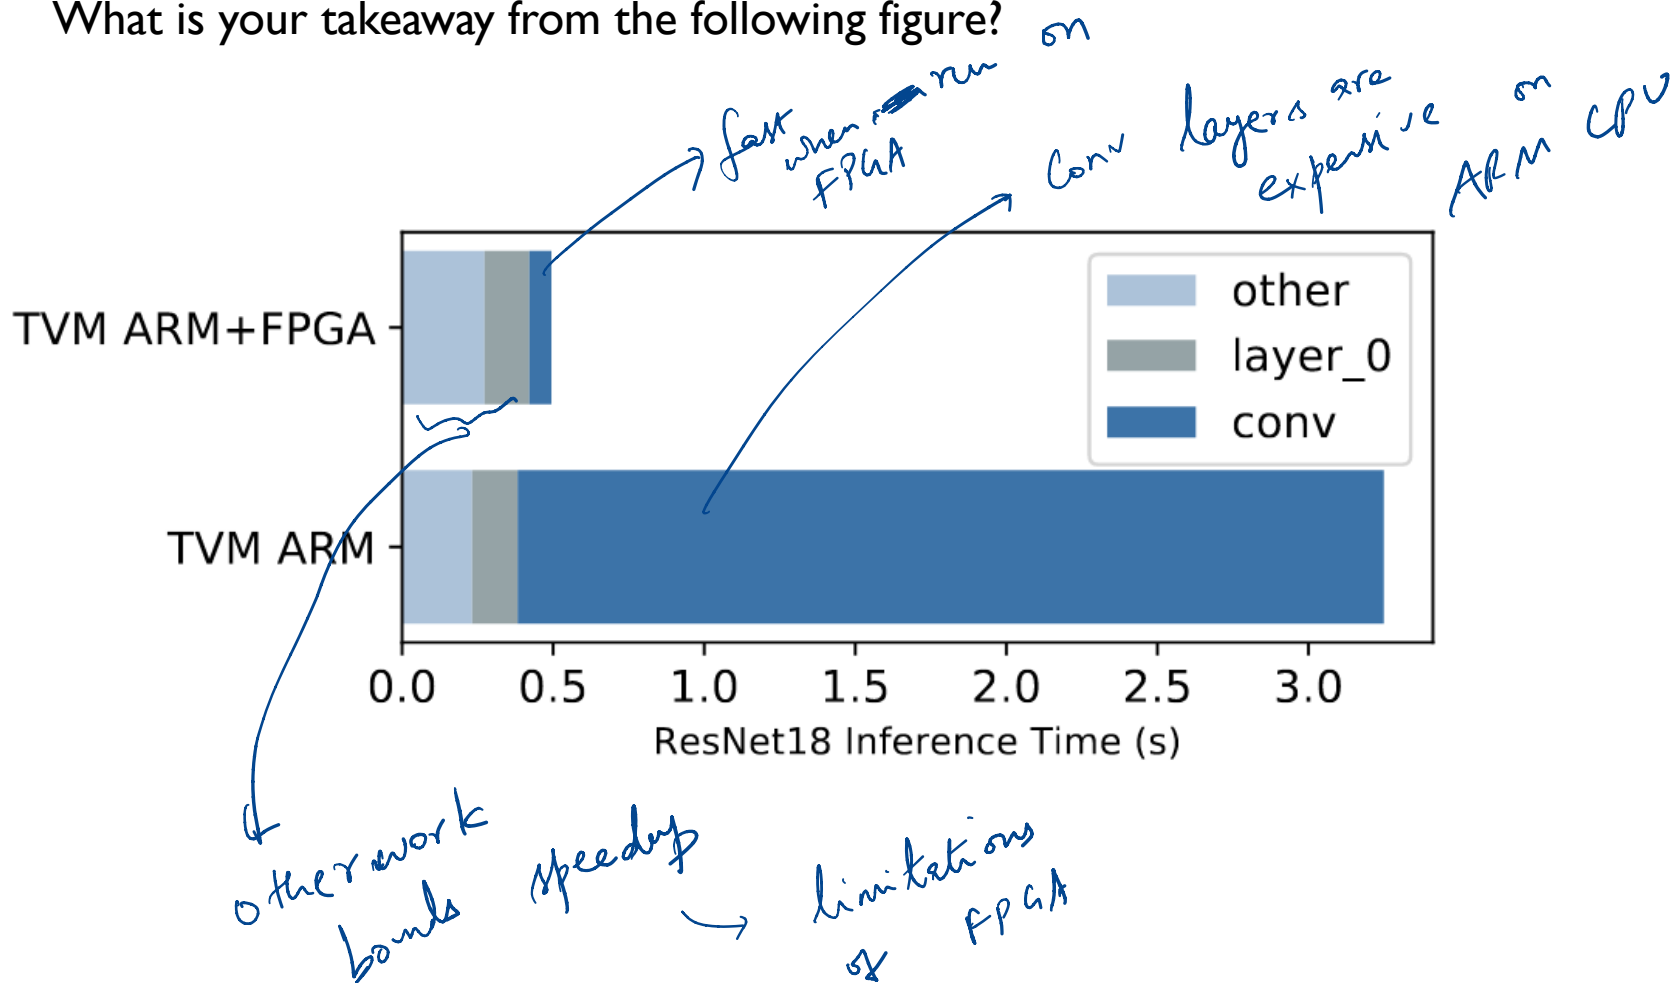 What is your takeaway from the following figure?
fast when run on
FPGA
Conv layers are
expensive on
ARM CPU
other
layer_0
conv
TVM ARM+FPGA
TVM ARM
0.0 0.5 1.0 1.5 2.0 2.5 3.0
ResNet18 Inference Time (s)
other work
bounds speedup
limitations
of FPGA